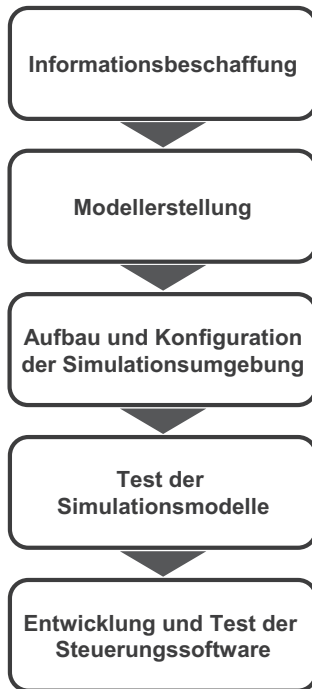 Informationsbeschaffung
Modellerstellung
Aufbau und Konfiguration
der Simulationsumgebung
Test der
Simulationsmodelle
Entwicklung und Test der
Steuerungssoftware